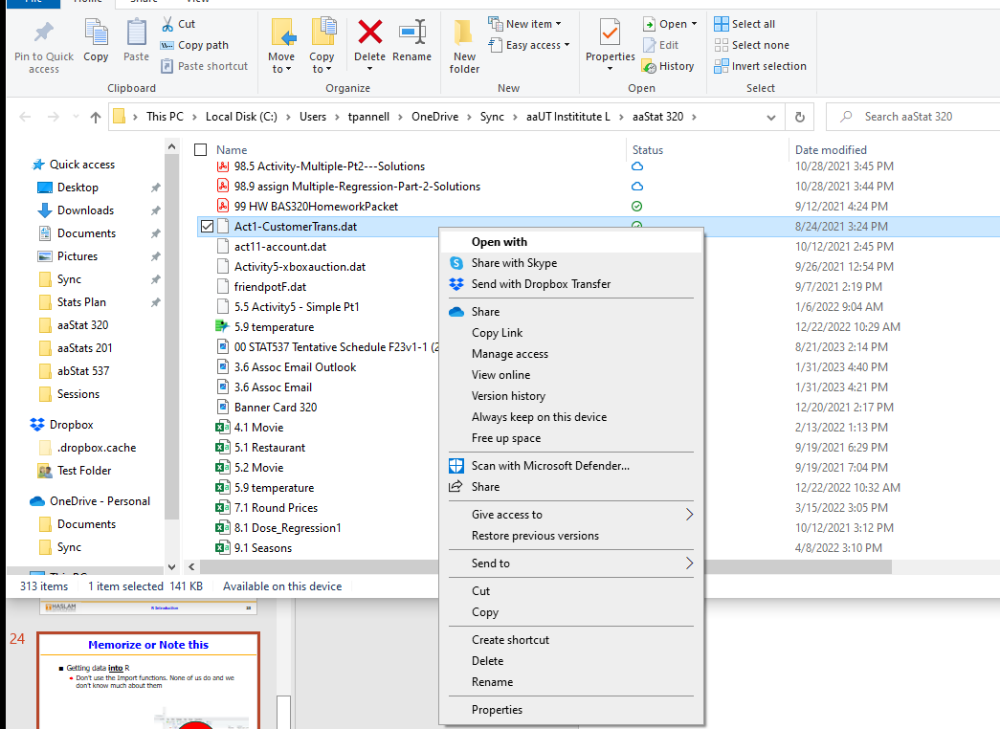 File Home Share View
Pin to Quick access
Copy
Paste
Cut
Copy path
Paste shortcut
Clipboard
Move to
Copy to
Delete
Rename
Organize
New folder
New item
Easy access
New
Properties
Open
Edit
History
Open
Select all
Select none
Invert selection
Select
This PC > Local Disk (C:) > Users > tpannell > OneDrive > Sync > aaUT Instititute L > aaStat 320 >
Search aaStat 320
Quick access
Desktop
Downloads
Documents
Pictures
Sync
Stats Plan
aaStat 320
aaStats 201
abStat 537
Sessions
Dropbox
.dropbox.cache
Test Folder
OneDrive - Personal
Documents
Sync
This PC
Name Status Date modified
98.5 Activity-Multiple-Pt2---Solutions 10/28/2021 3:45 PM
98.9 assign Multiple-Regression-Part-2-Solutions 10/28/2021 3:44 PM
99 HW BAS320HomeworkPacket 9/12/2021 4:24 PM
Act1-CustomerTrans.dat 8/24/2021 3:24 PM
act11-account.dat 10/12/2021 2:45 PM
Activity5-xboxauction.dat 9/26/2021 12:54 PM
friendpotF.dat 9/7/2021 2:19 PM
5.5 Activity5 - Simple Pt1 1/6/2022 9:04 AM
5.9 temperature 12/22/2022 10:29 AM
00 STAT537 Tentative Schedule F23v1-1 (2 8/21/2023 2:14 PM
3.6 Assoc Email Outlook 1/31/2023 4:40 PM
3.6 Assoc Email 1/31/2023 4:21 PM
Banner Card 320 12/20/2021 2:17 PM
4.1 Movie 2/13/2022 1:13 PM
5.1 Restaurant 9/19/2021 6:29 PM
5.2 Movie 9/19/2021 7:04 PM
5.9 temperature 12/22/2022 10:32 AM
7.1 Round Prices 3/15/2022 3:05 PM
8.1 Dose_Regression1 10/12/2021 3:12 PM
9.1 Seasons 4/8/2022 3:10 PM
Open with
Share with Skype
Send with Dropbox Transfer
Share
Copy Link
Manage access
View online
Version history
Always keep on this device
Free up space
Scan with Microsoft Defender...
Share
Give access to
Restore previous versions
Send to
Cut
Copy
Create shortcut
Delete
Rename
Properties
313 items 1 item selected 141 KB Available on this device
HASLAM R Introduction
24
Memorize or Note this
Getting data into R
Don't use the Import functions. None of us do and we
don't know much about them